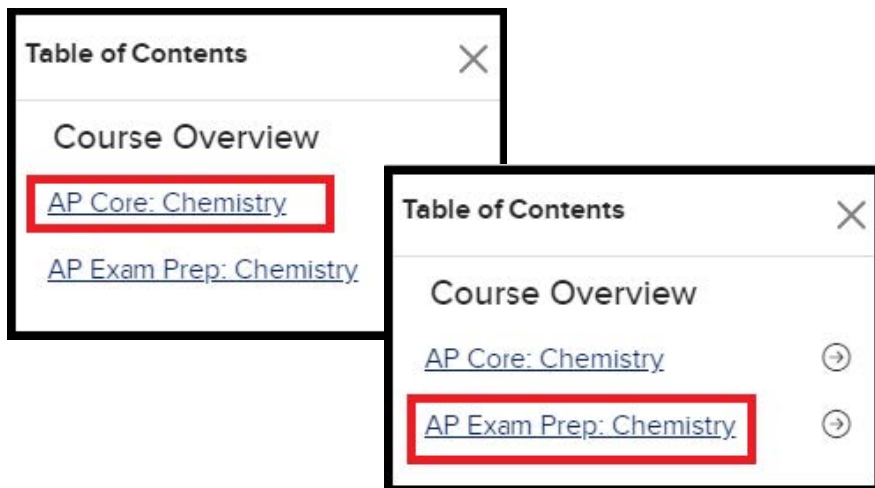 Table of Contents
Course Overview
AP Core: Chemistry
AP Exam Prep: Chemistry
Table of Contents
Course Overview
AP Core: Chemistry
AP Exam Prep: Chemistry